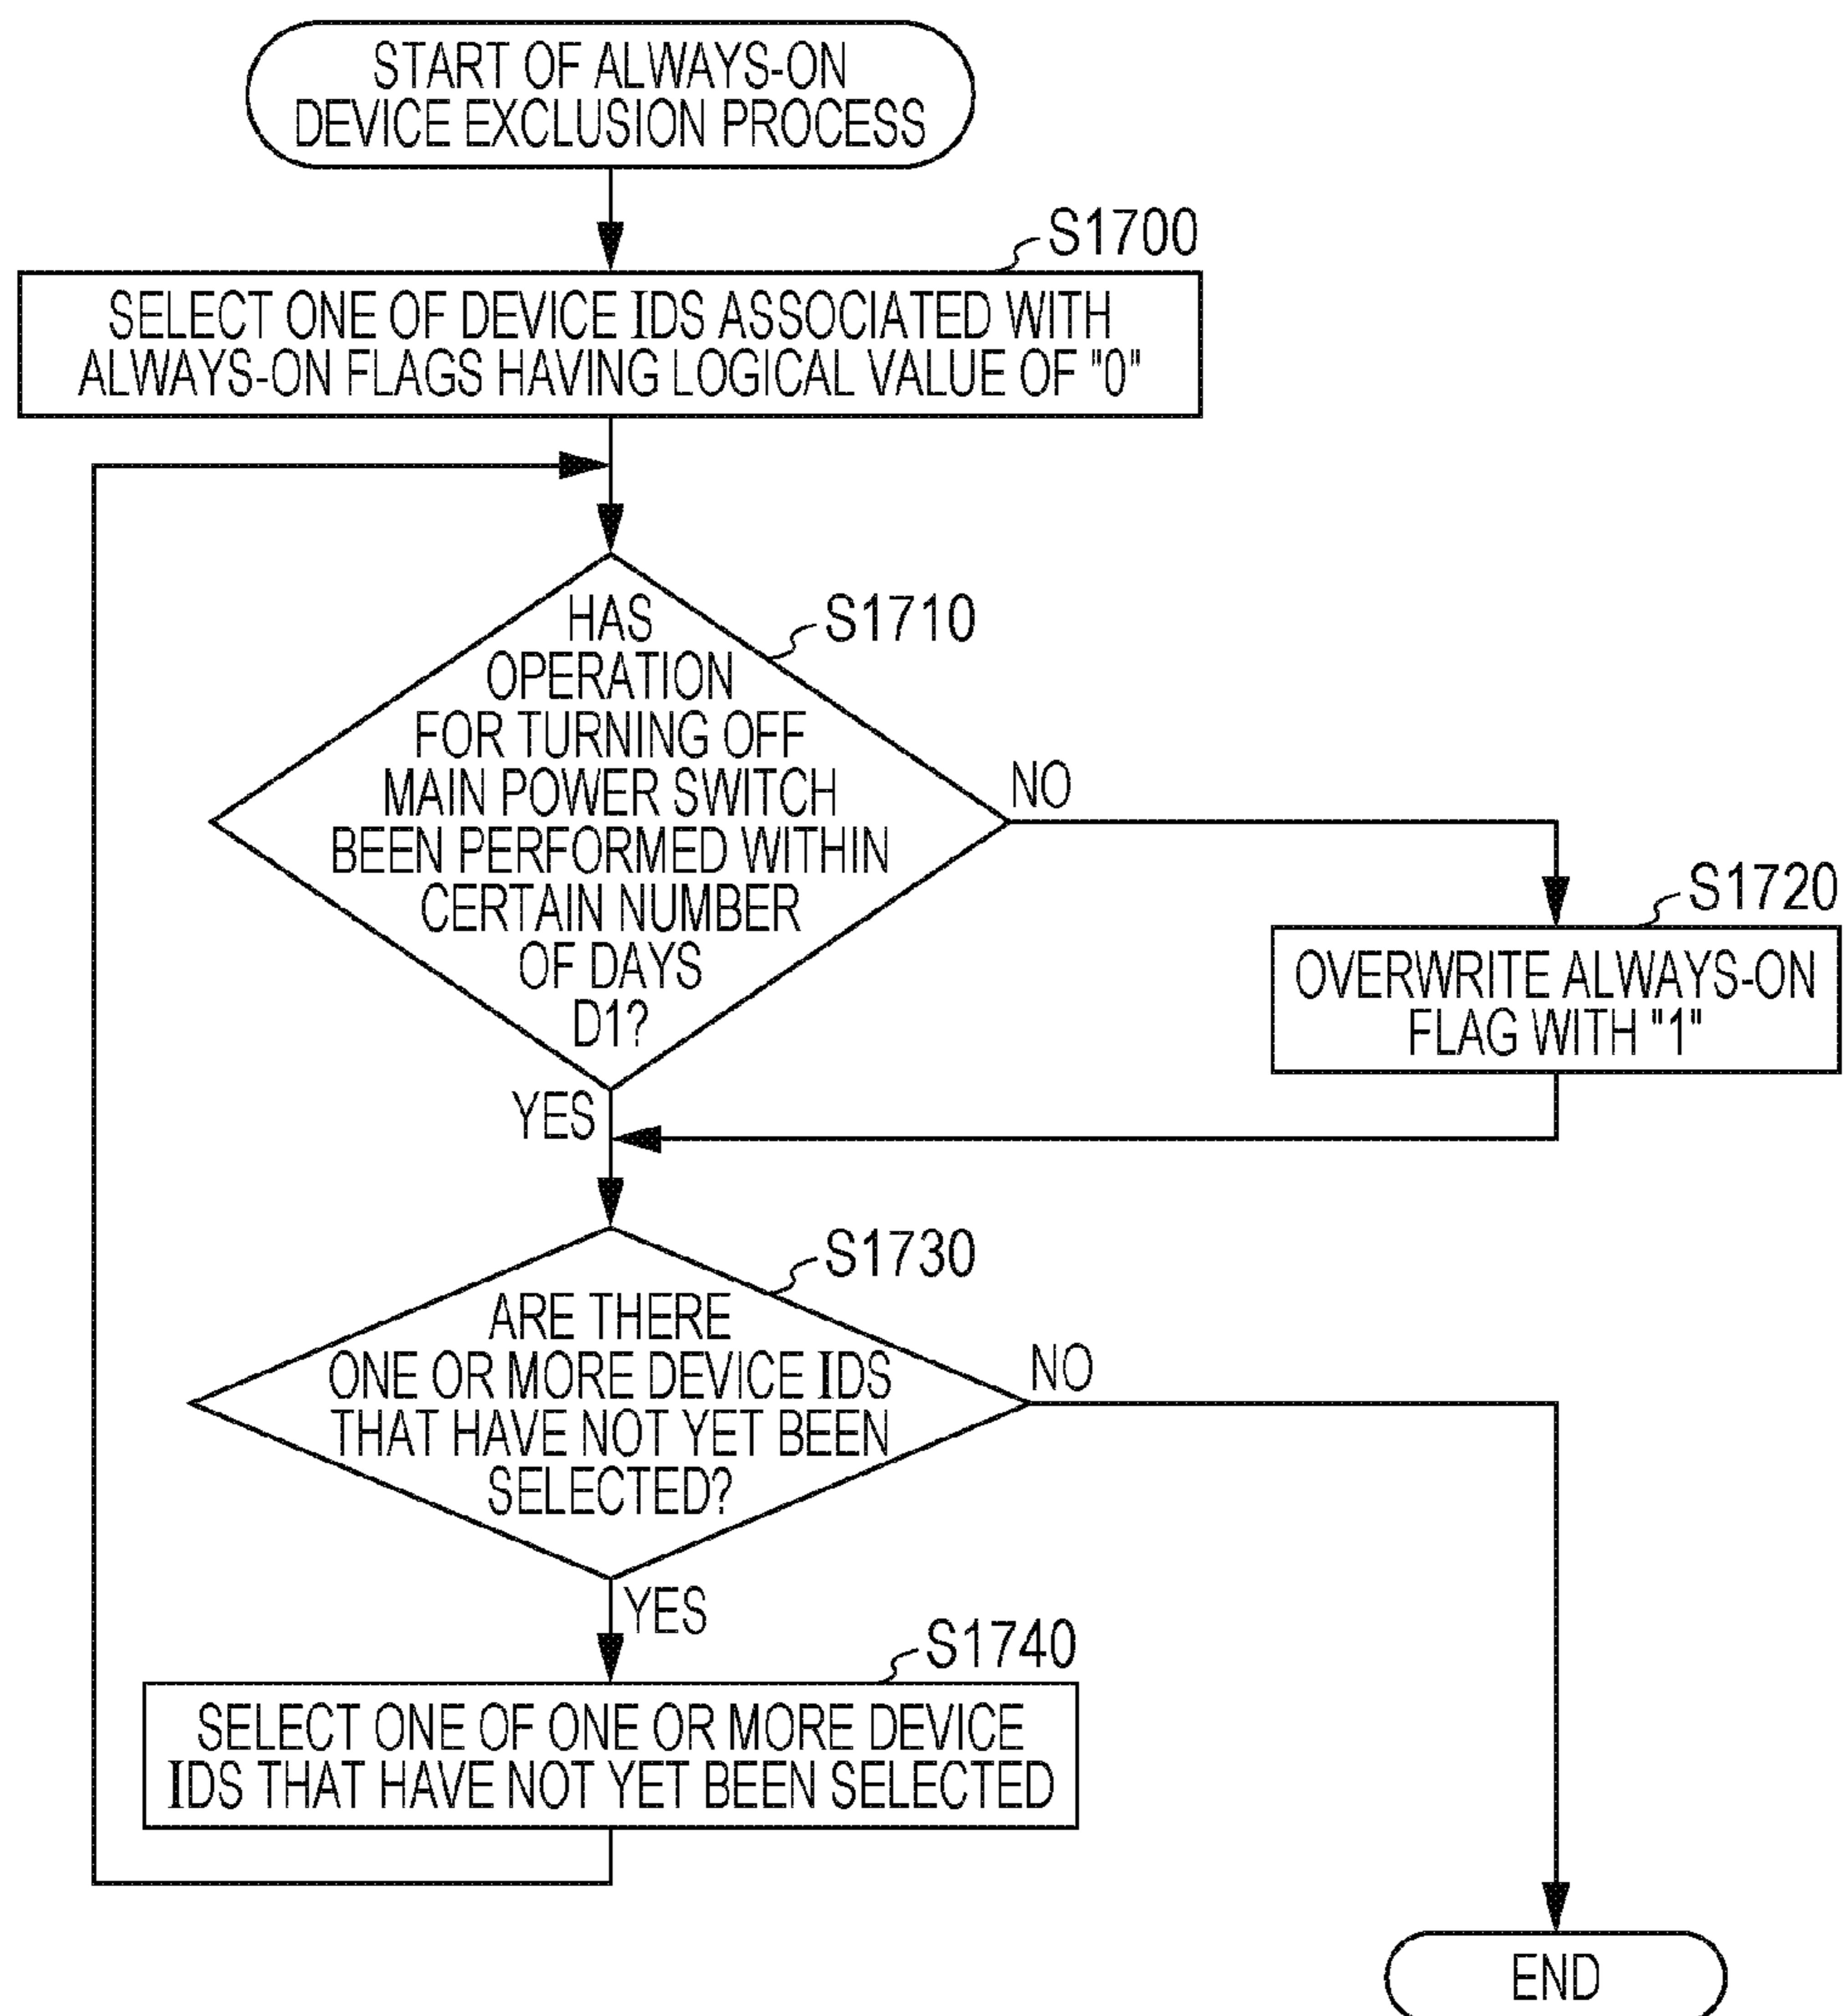 START OF ALWAYS-ON
DEVICE EXCLUSION PROCESS
S1700
SELECT ONE OF DEVICE IDS ASSOCIATED WITH
ALWAYS-ON FLAGS HAVING LOGICAL VALUE OF "0"
S1710
HAS
OPERATION
FOR TURNING OFF
MAIN POWER SWITCH
BEEN PERFORMED WITHIN
CERTAIN NUMBER
OF DAYS
D1?
NO
S1720
OVERWRITE ALWAYS-ON
FLAG WITH "1"
YES
S1730
ARE THERE
ONE OR MORE DEVICE IDS
THAT HAVE NOT YET BEEN
SELECTED?
NO
YES
S1740
SELECT ONE OF ONE OR MORE DEVICE
IDS THAT HAVE NOT YET BEEN SELECTED
END